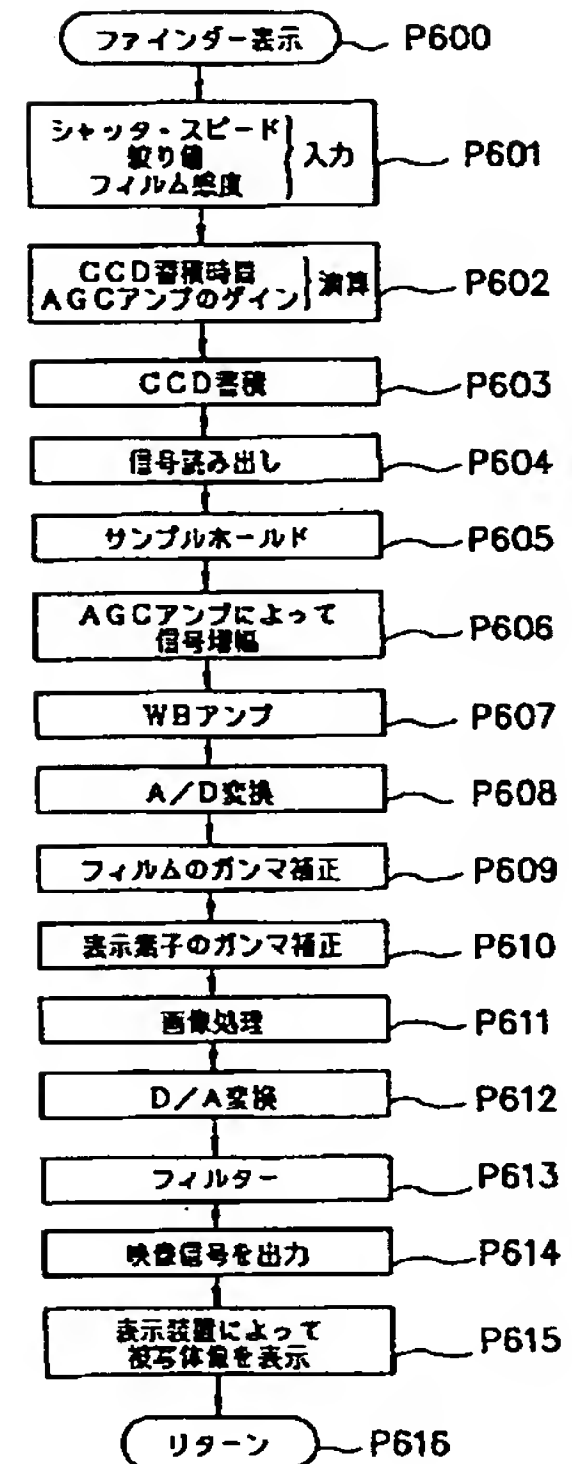 ファインダー表示 P600
シャッタ・スピード
絞り値
フィルム感度
入力 P601
CCD蓄積時間
AGCアンプのゲイン
演算 P602
CCD蓄積 P603
信号読み出し P604
サンプルホールド P605
AGCアンプによって
信号増幅 P606
WBアンプ P607
A/D変換 P608
フィルムのガンマ補正 P609
表示素子のガンマ補正 P610
画像処理 P611
D/A変換 P612
フィルター P613
映像信号を出力 P614
表示装置によって
被写体像を表示 P615
リターン P616